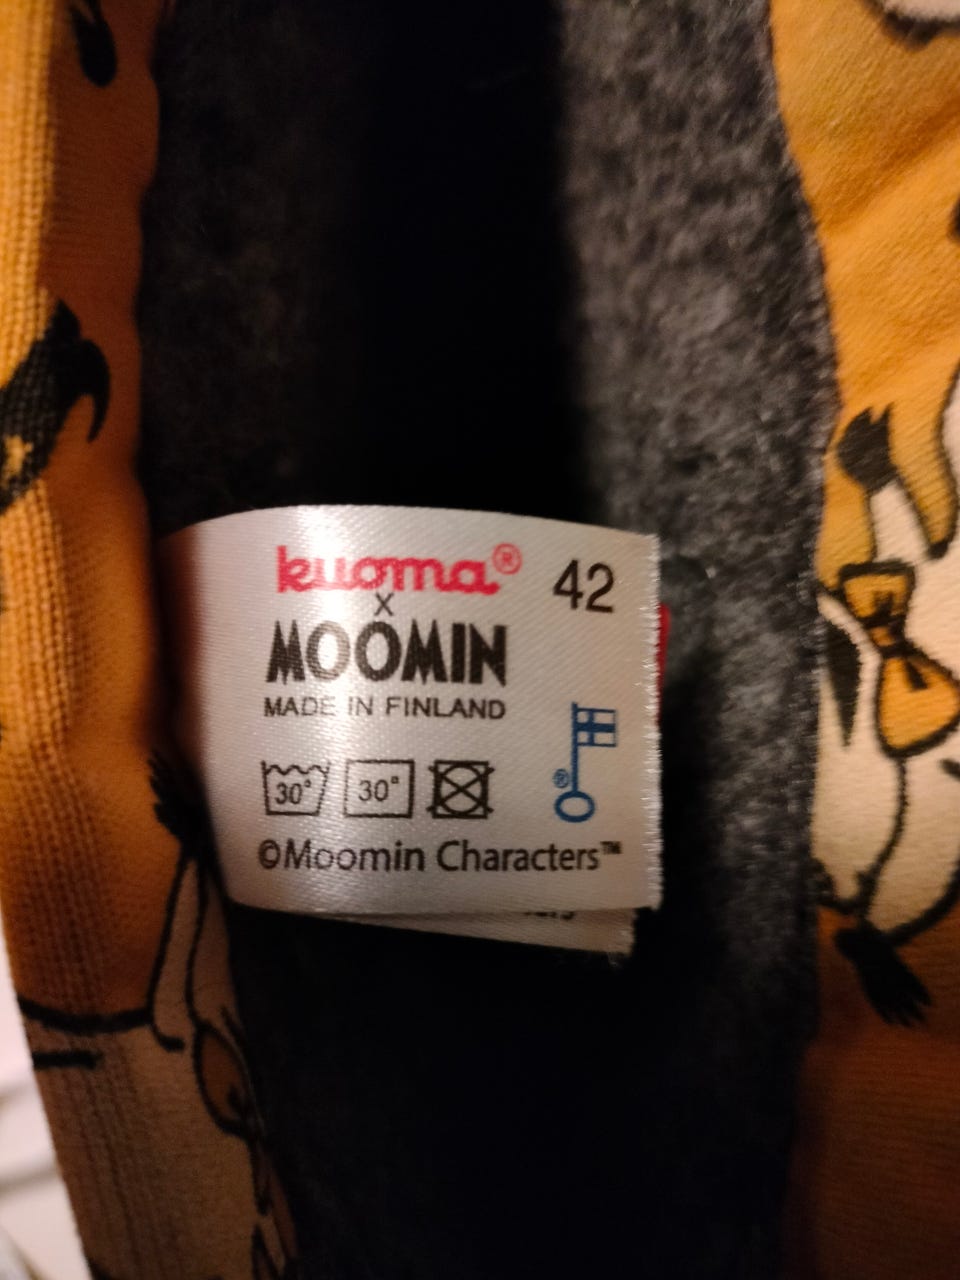 kuoma® 42
x
MOOMIN
MADE IN FINLAND
®
30° 30°
©Moomin Characters™